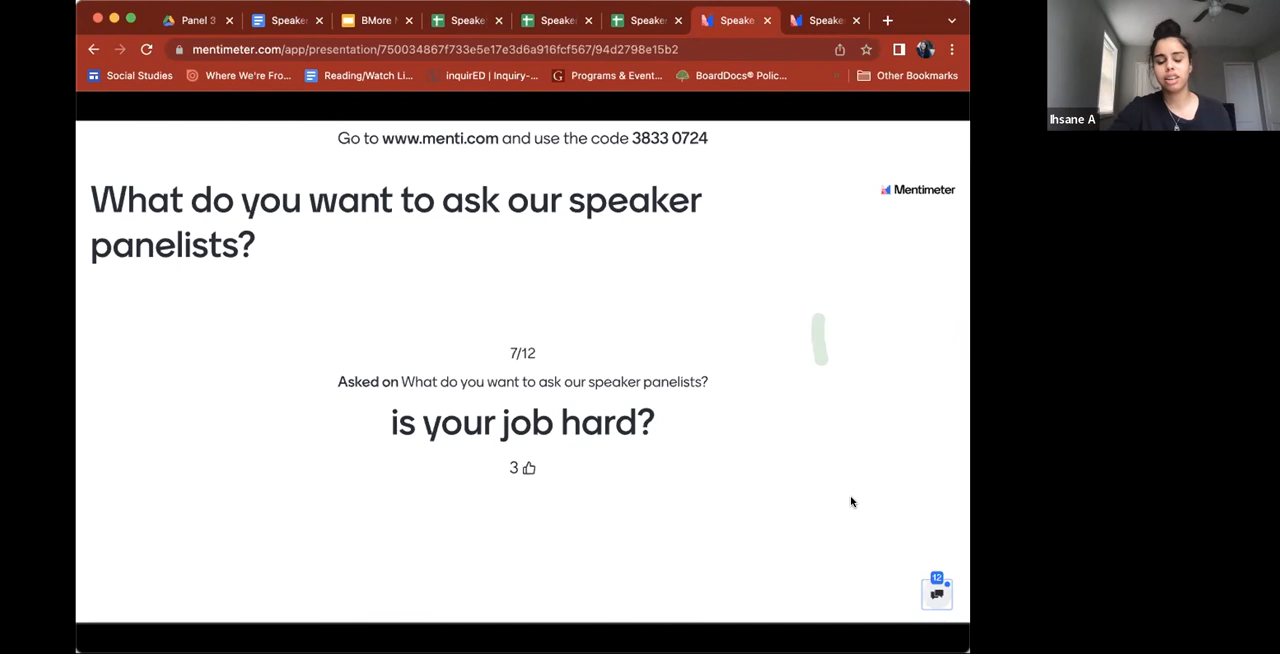 Panel 3
Speaker
BMore
Speake
Speake
Speaker
Speake
Speake
mentimeter.com/app/presentation/750034867f733e5e17e3d6a916fcf567/94d2798e15b2
Social Studies
Where We're Fro...
Reading/Watch Li...
inquirED | Inquiry-...
Programs & Event...
BoardDocs® Polic...
Other Bookmarks
Go to www.menti.com and use the code 3833 0724
Mentimeter
What do you want to ask our speaker
panelists?
7/12
Asked on What do you want to ask our speaker panelists?
is your job hard?
3
12
Ihsane A